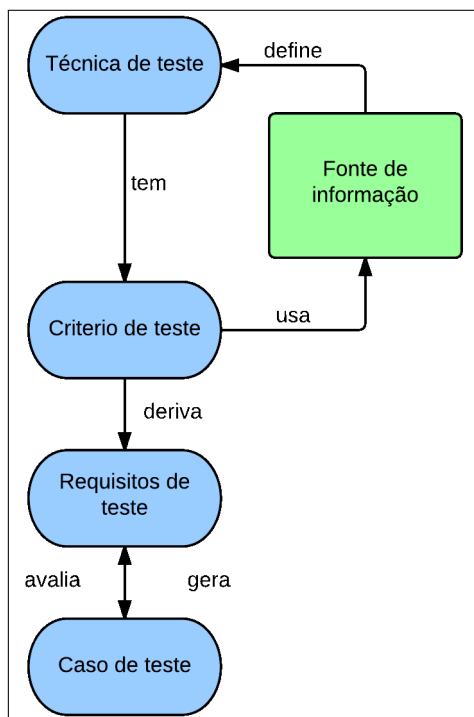 Técnica de teste
define
Fonte de
informação
tem
Criterio de teste
usa
deriva
Requisitos de
teste
avalia
gera
Caso de teste